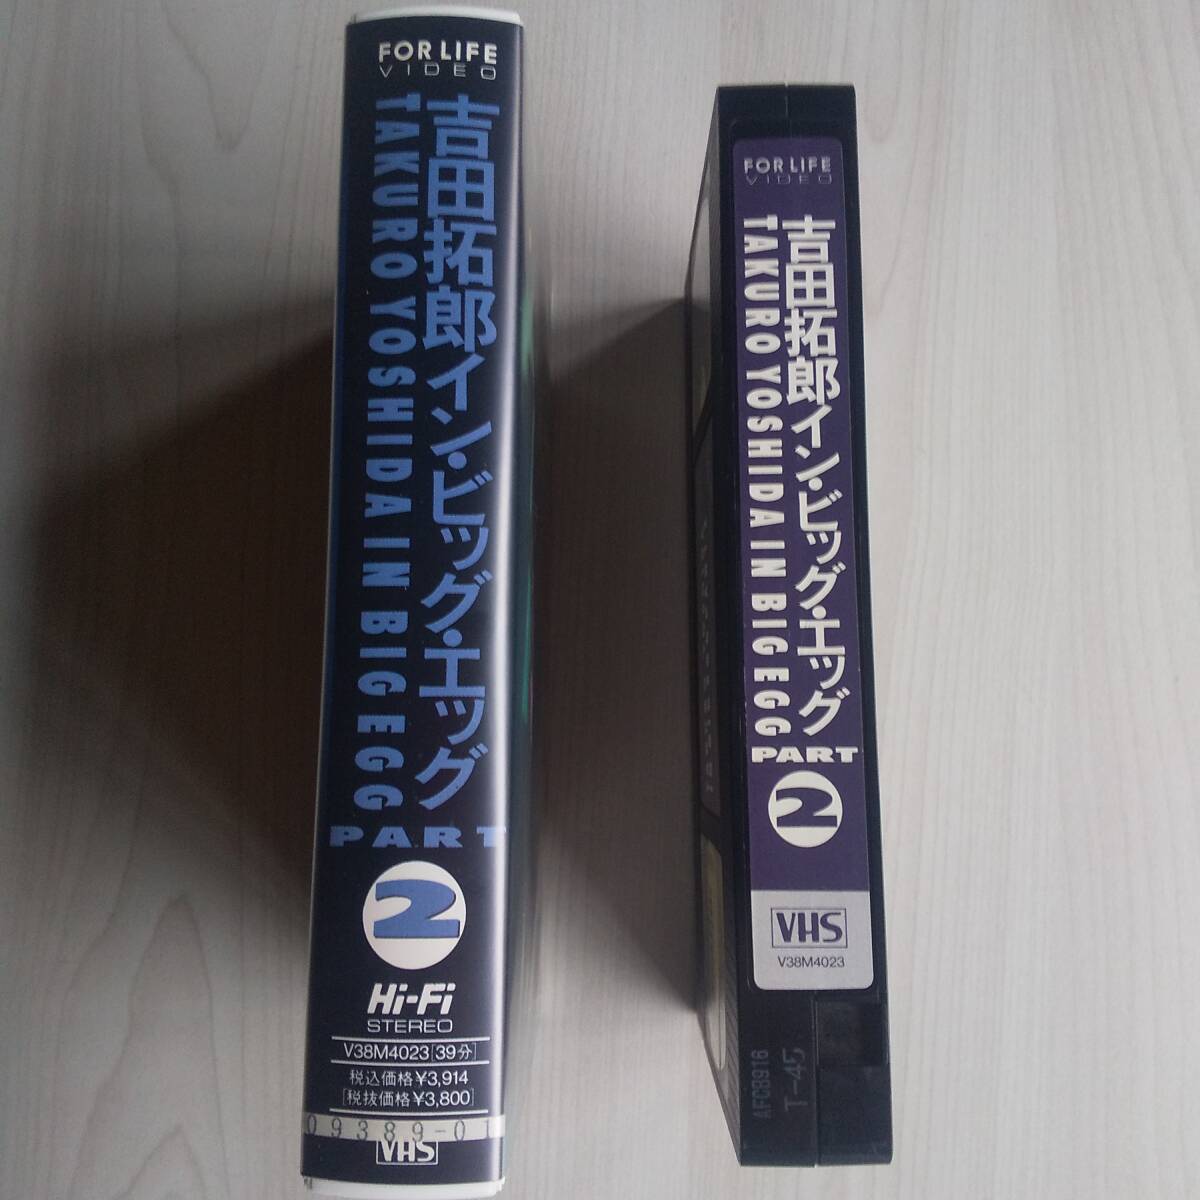 FOR LIFE
VIDEO
吉田拓郎イン・ビッグ・エッグ
TAKURO YOSHIDA IN BIG EGG
PART
2
Hi-Fi
STEREO
V38M4023[39分]
税込価格¥3,914
[税抜価格¥3,800]
09389-01
VHS
FOR LIFE
VIDEO
吉田拓郎イン・ビッグ・エッグ
TAKURO YOSHIDA IN BIG EGG
PART
2
VHS
V38M4023
AFCB916
T-45